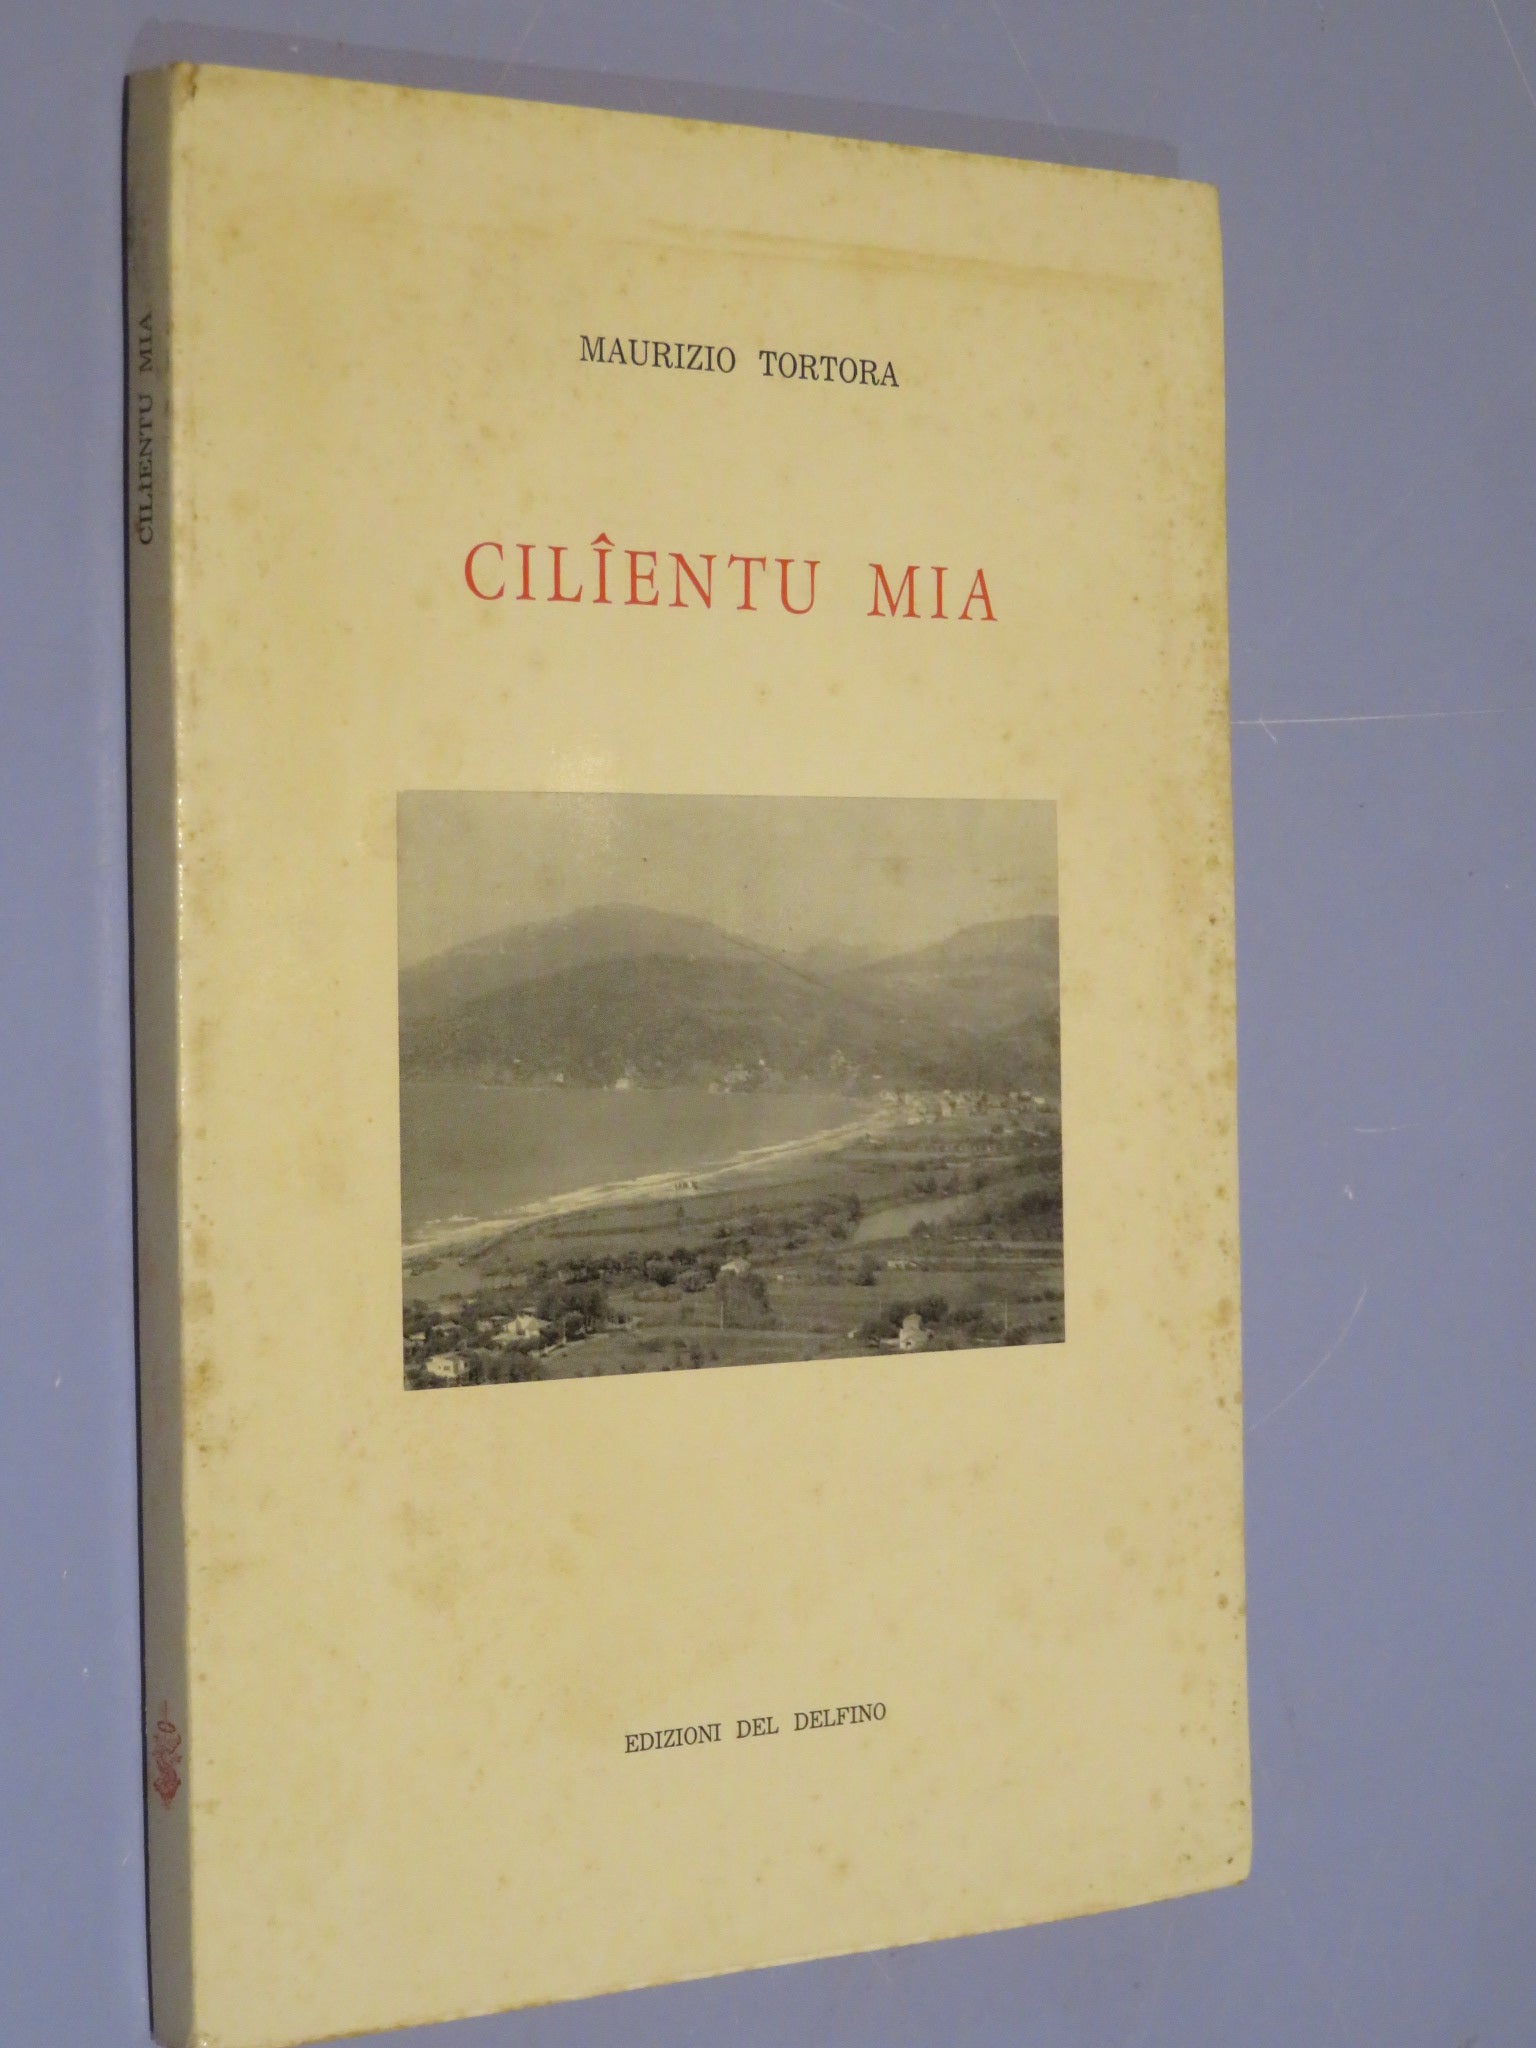 MAURIZIO TORTORA
CILÎENTU MIA
EDIZIONI DEL DELFINO
CILÎENTU MIA